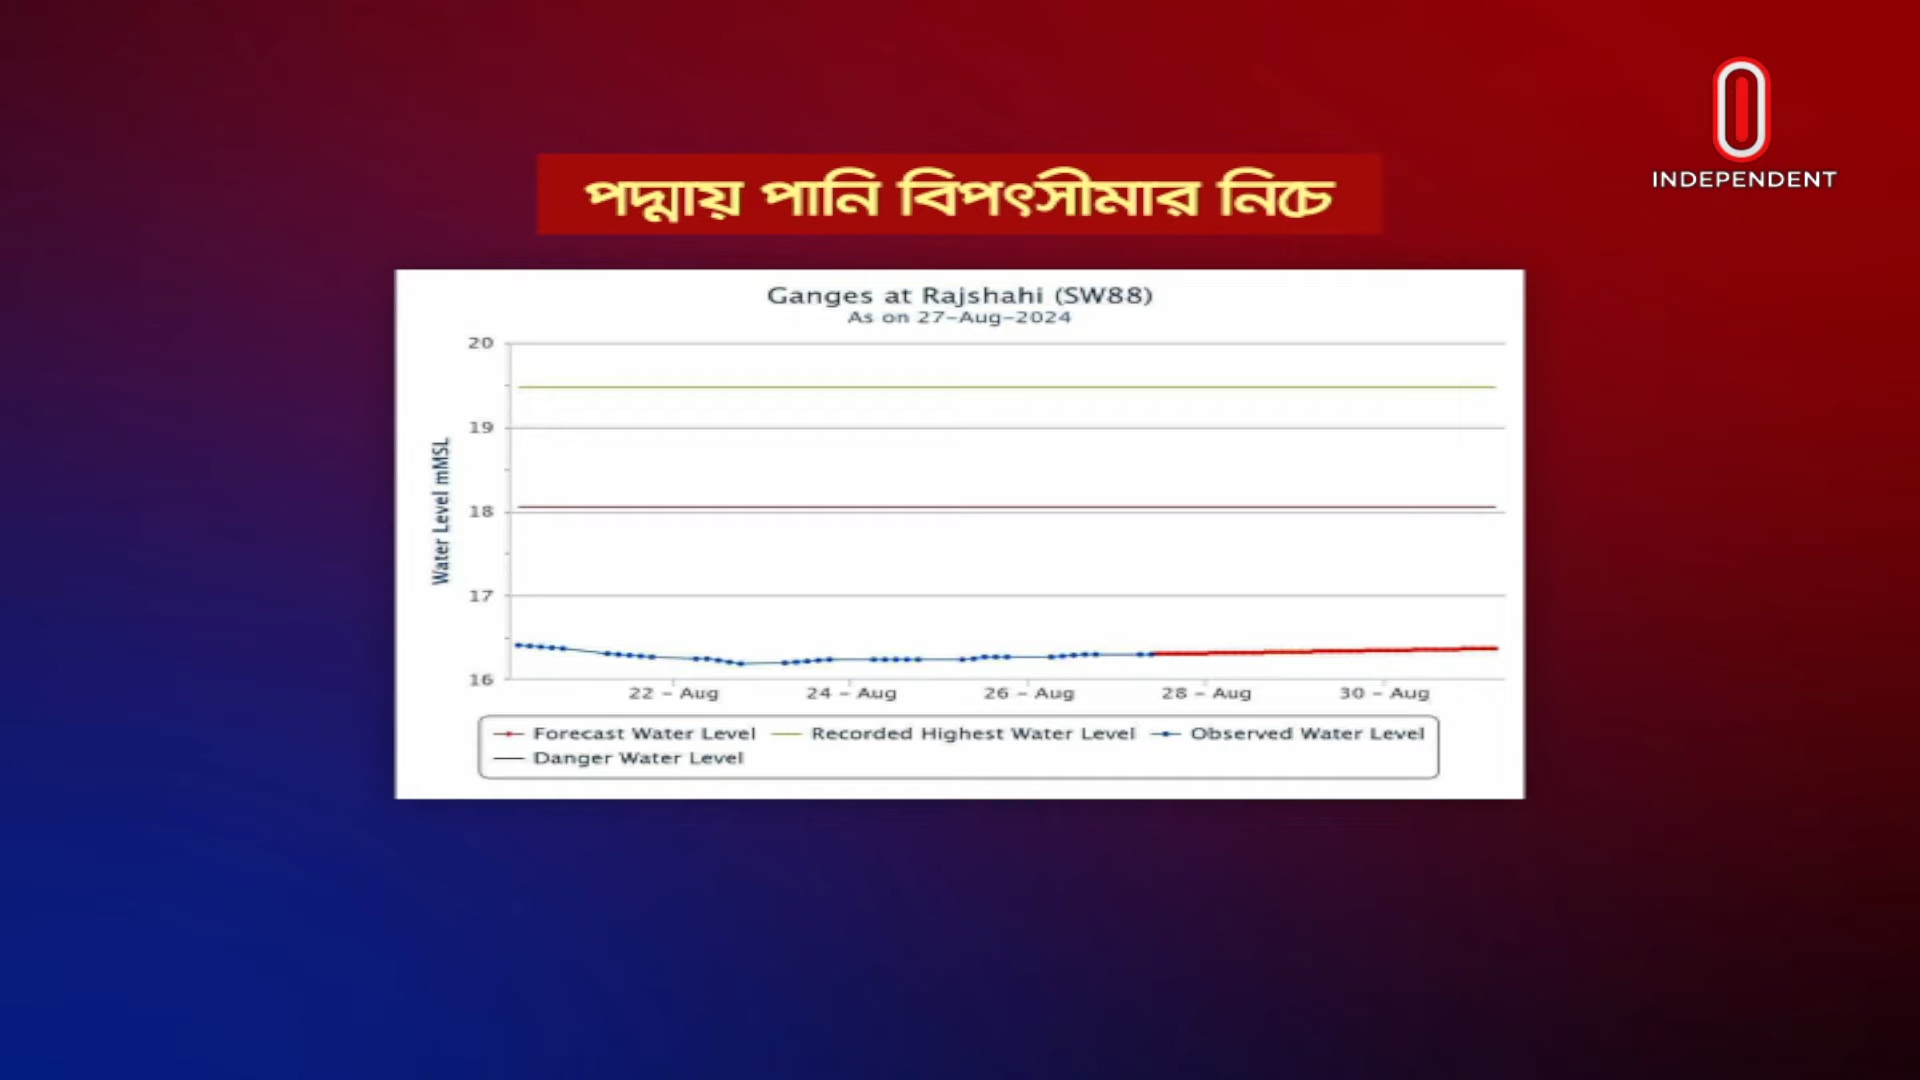 INDEPENDENT
পদ্মায় পানি বিপৎসীমার নিচে
Ganges at Rajshahi (SW88)
As on 27-Aug-2024
Water Level mMSL
20
19
18
17
16
22 - Aug 24 - Aug 26 - Aug 28 - Aug 30 - Aug
Forecast Water Level Recorded Highest Water Level Observed Water Level
Danger Water Level